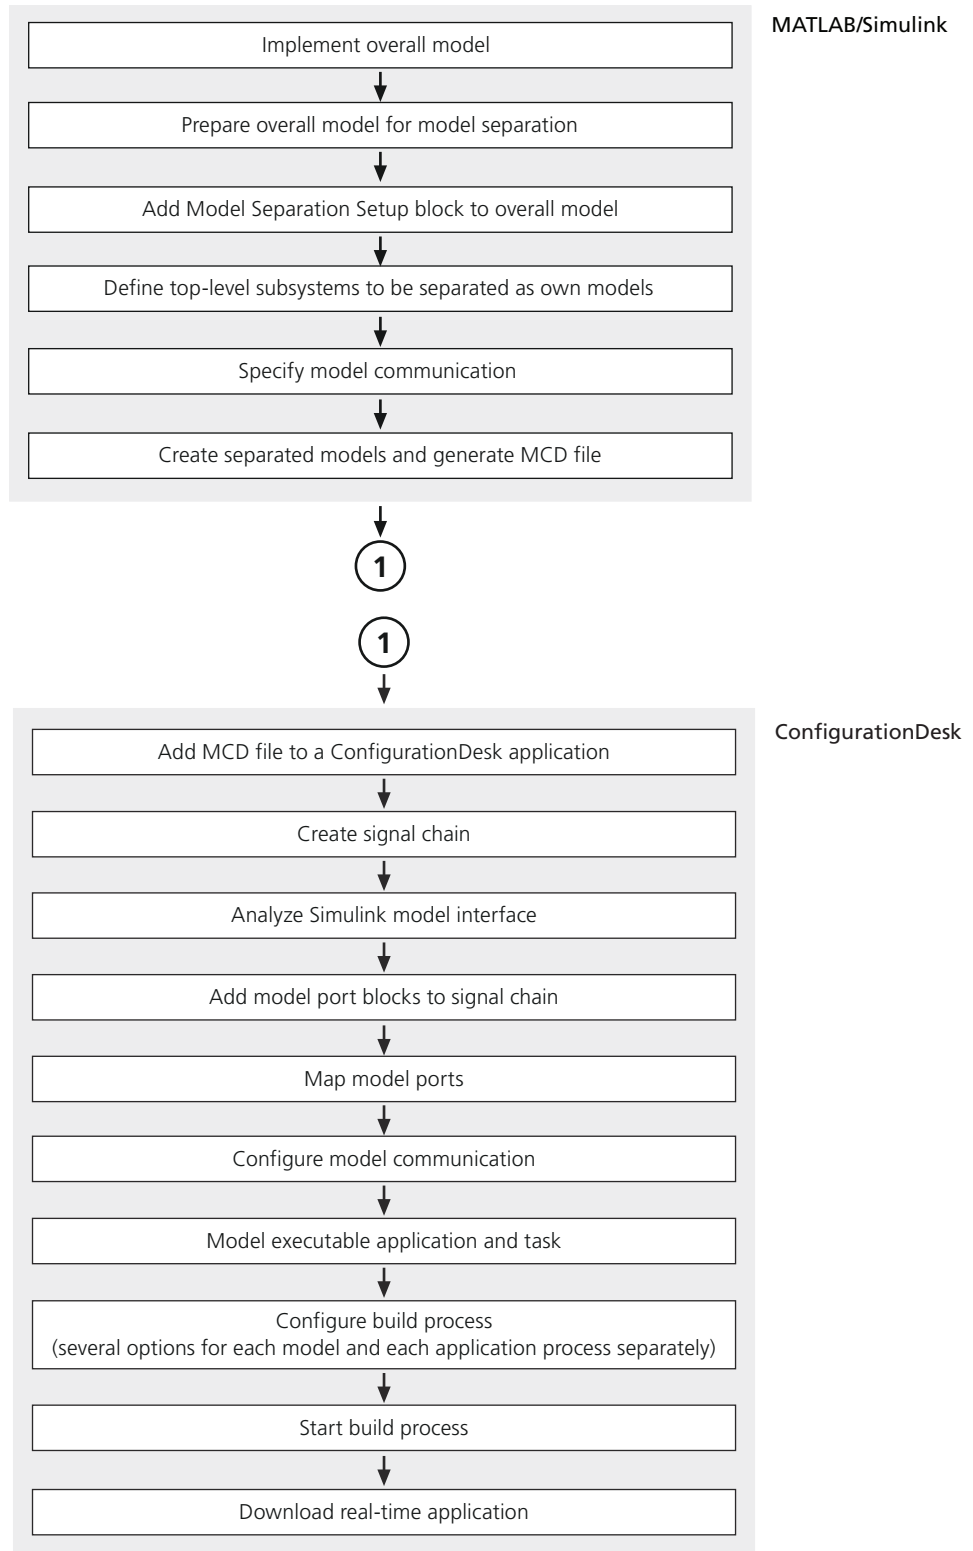 MATLAB/Simulink
Implement overall model
Prepare overall model for model separation
Add Model Separation Setup block to overall model
Define top-level subsystems to be separated as own models
Specify model communication
Create separated models and generate MCD file
1
1
ConfigurationDesk
Add MCD file to a ConfigurationDesk application
Create signal chain
Analyze Simulink model interface
Add model port blocks to signal chain
Map model ports
Configure model communication
Model executable application and task
Configure build process
(several options for each model and each application process separately)
Start build process
Download real-time application